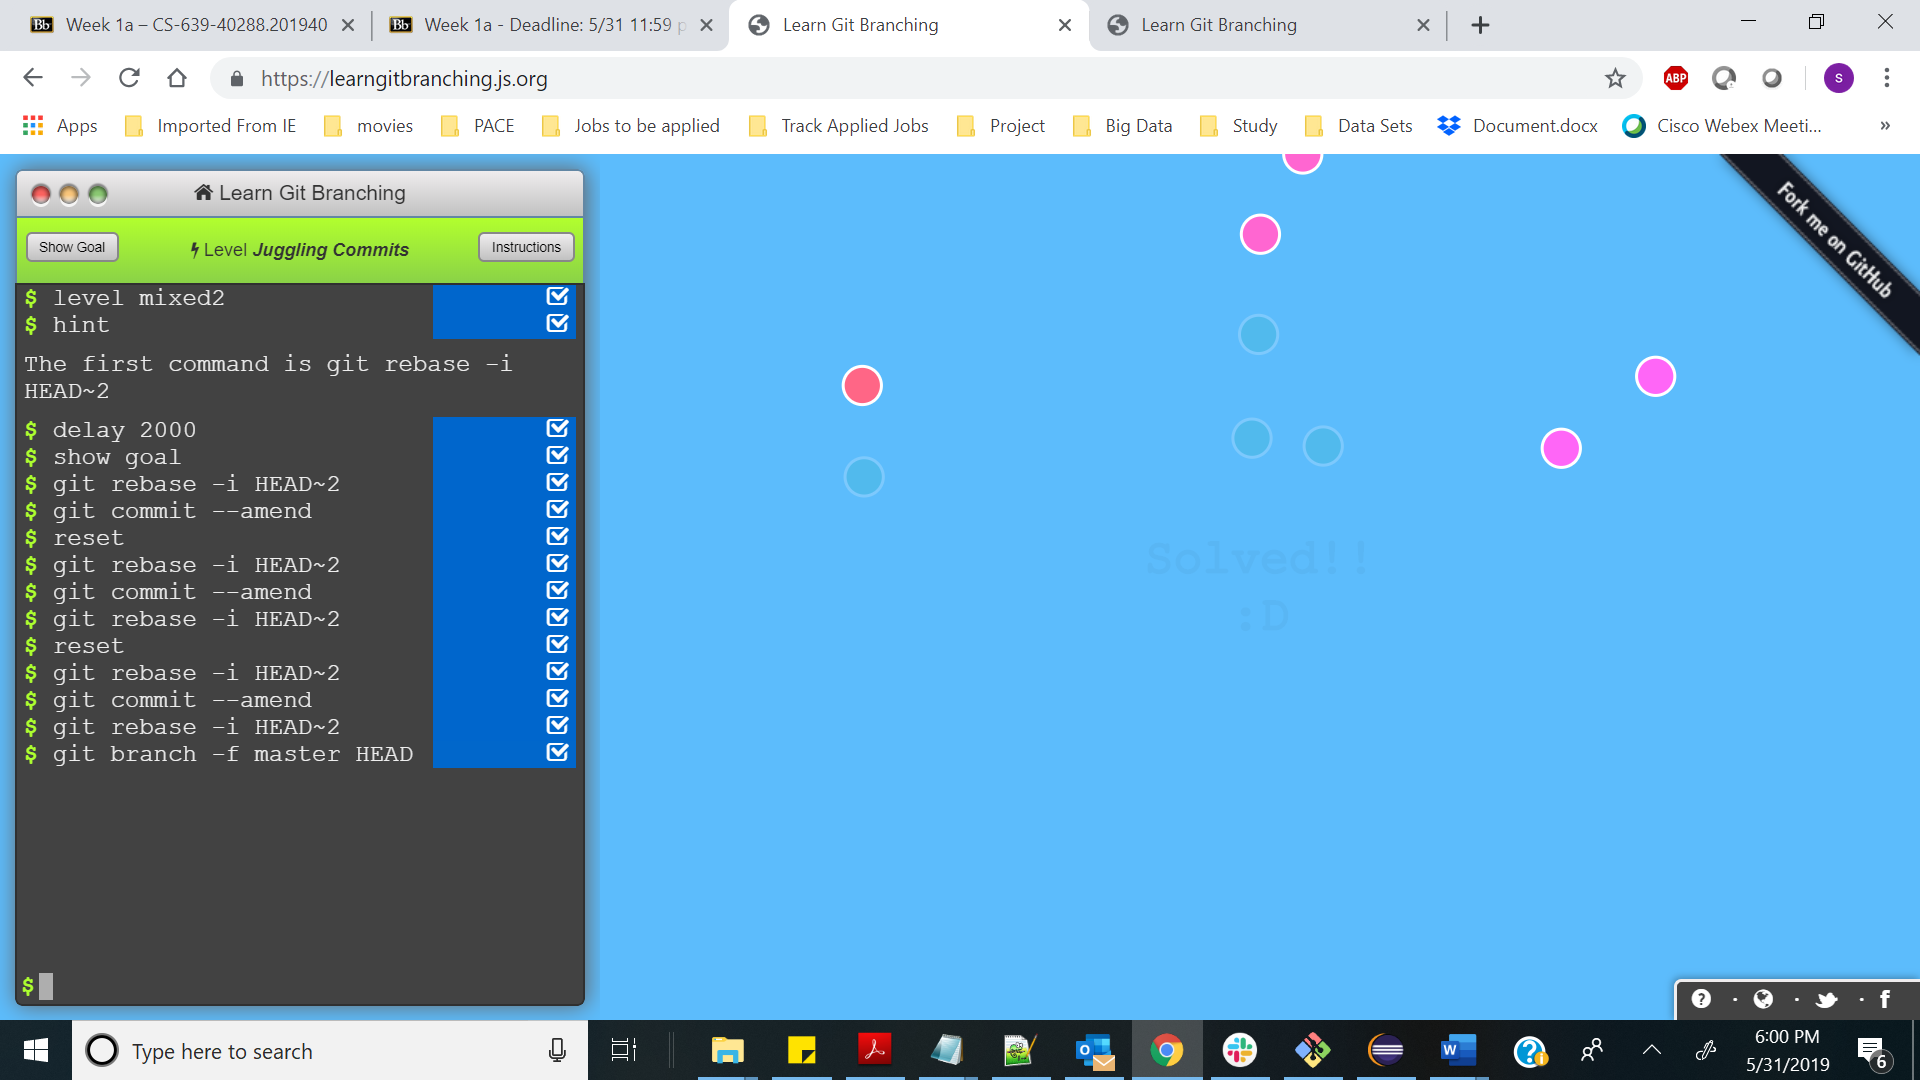 Week 1a – CS-639-40288.201940
Week 1a - Deadline: 5/31 11:59 p
Learn Git Branching
Learn Git Branching
https://learngitbranching.js.org
ABP
S
Apps
Imported From IE
movies
PACE
Jobs to be applied
Track Applied Jobs
Project
Big Data
Study
Data Sets
Document.docx
Cisco Webex Meeti...
»
Learn Git Branching
Show Goal
Level Juggling Commits
Instructions
$ level mixed2
$ hint
The first command is git rebase -i
HEAD~2
$ delay 2000
$ show goal
$ git rebase -i HEAD~2
$ git commit --amend
$ reset
$ git rebase -i HEAD~2
$ git commit --amend
$ git rebase -i HEAD~2
$ reset
$ git rebase -i HEAD~2
$ git commit --amend
$ git rebase -i HEAD~2
$ git branch -f master HEAD
$
Solved!!
:D
Fork me on GitHub
Type here to search
6:00 PM
5/31/2019
6